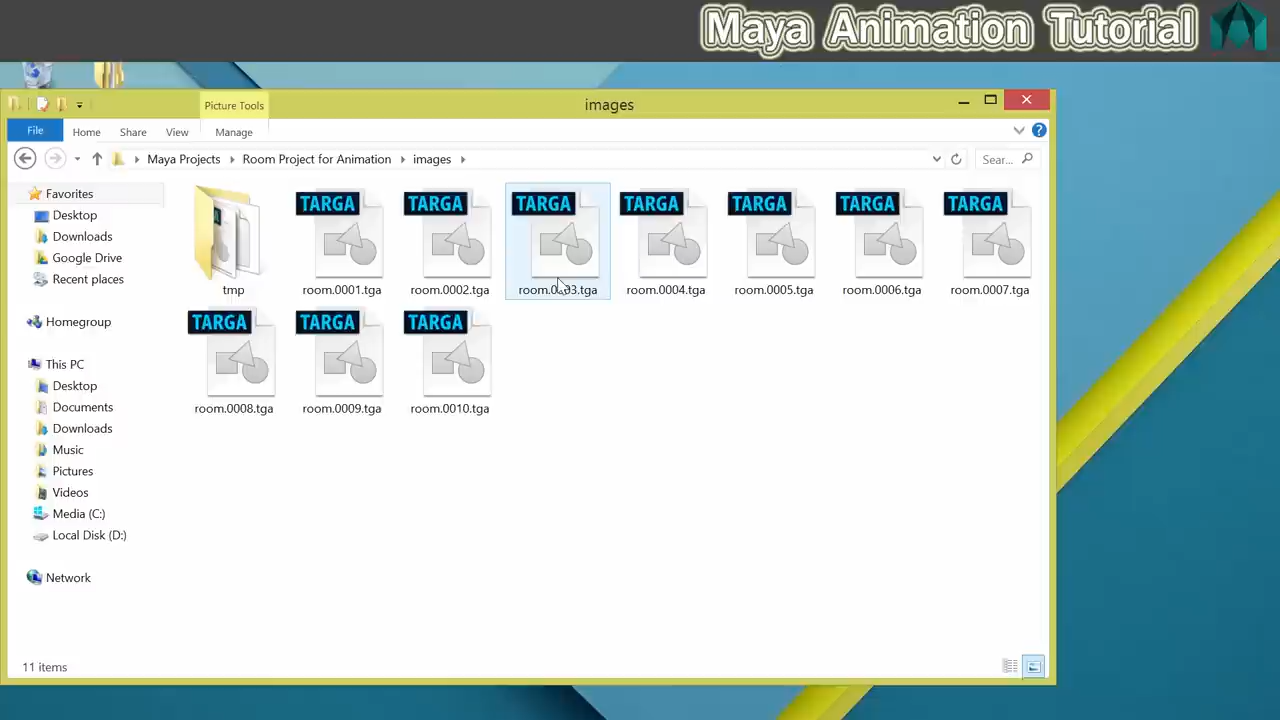 Maya Animation Tutorial
Picture Tools
images
File
Home
Share
View
Manage
Maya Projects
Room Project for Animation
images
Sear...
Favorites
Desktop
Downloads
Google Drive
Recent places
Homegroup
This PC
Desktop
Documents
Downloads
Music
Pictures
Videos
Media (C:)
Local Disk (D:)
Network
tmp
TARGA
room.0001.tga
TARGA
room.0002.tga
TARGA
room.0003.tga
TARGA
room.0004.tga
TARGA
room.0005.tga
TARGA
room.0006.tga
TARGA
room.0007.tga
TARGA
room.0008.tga
TARGA
room.0009.tga
TARGA
room.0010.tga
11 items